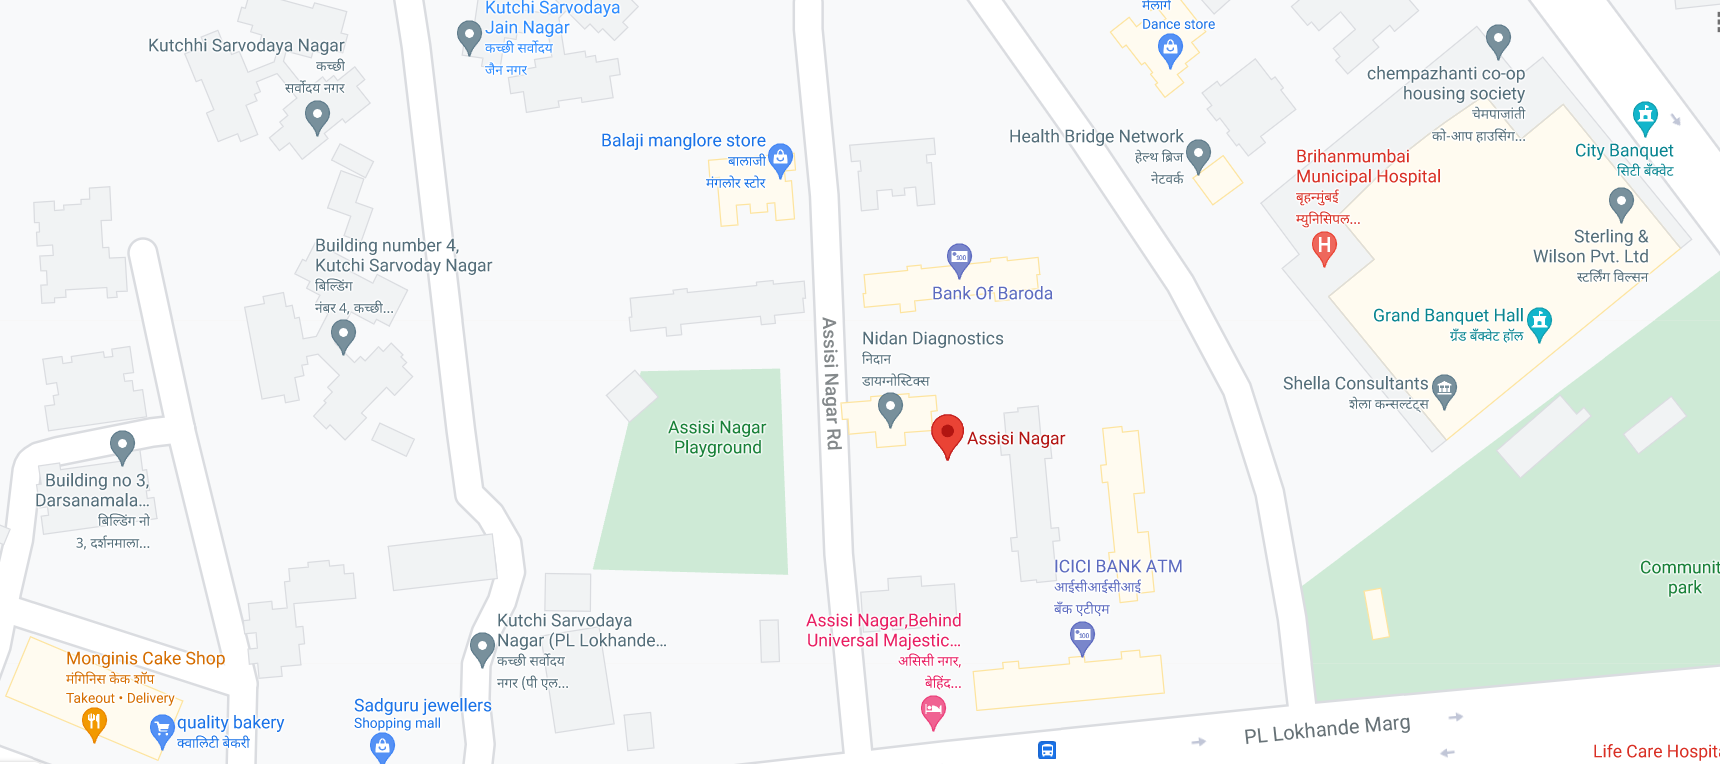 Kutchi Sarvodaya
Jain Nagar
कच्छी सर्वोदय
जैन नगर
Kutchhi Sarvodaya Nagar
कच्छी
सर्वोदय नगर
Dance store
chempazhanti co-op
housing society
चेमपाजांती
को-आप हाउसिंग...
Balaji manglore store
बालाजी
मंगलोर स्टोर
Health Bridge Network
हेल्थ ब्रिज
नेटवर्क
Brihanmumbai
Municipal Hospital
बृहन्मुंबई
म्युनिसिपल...
H
City Banquet
सिटी बँक्वेट
Sterling &
Wilson Pvt. Ltd
स्टर्लिंग विल्सन
Building number 4,
Kutchi Sarvoday Nagar
बिल्डिंग
नंबर 4, कच्छी...
Bank Of Baroda
Grand Banquet Hall
ग्रँड बँक्वेट हॉल
Assisi Nagar Rd
Nidan Diagnostics
निदान
डायग्नोस्टिक्स
Shella Consultants
शेला कन्सल्टंट्स
Assisi Nagar
Playground
Assisi Nagar
Building no 3,
Darsanamala...
बिल्डिंग नो
3, दर्शनमाला...
ICICI BANK ATM
आईसीआईसीआई
बँक एटीएम
Communit
park
Kutchi Sarvodaya
Nagar (PL Lokhande...
कच्छी सर्वोदय
नगर (पी एल...
Assisi Nagar,Behind
Universal Majestic...
असिसी नगर,
बेहिंद...
Monginis Cake Shop
मंगिनिस केक शॉप
Takeout • Delivery
quality bakery
क्वालिटी बेकरी
Sadguru jewellers
Shopping mall
PL Lokhande Marg
Life Care Hospit